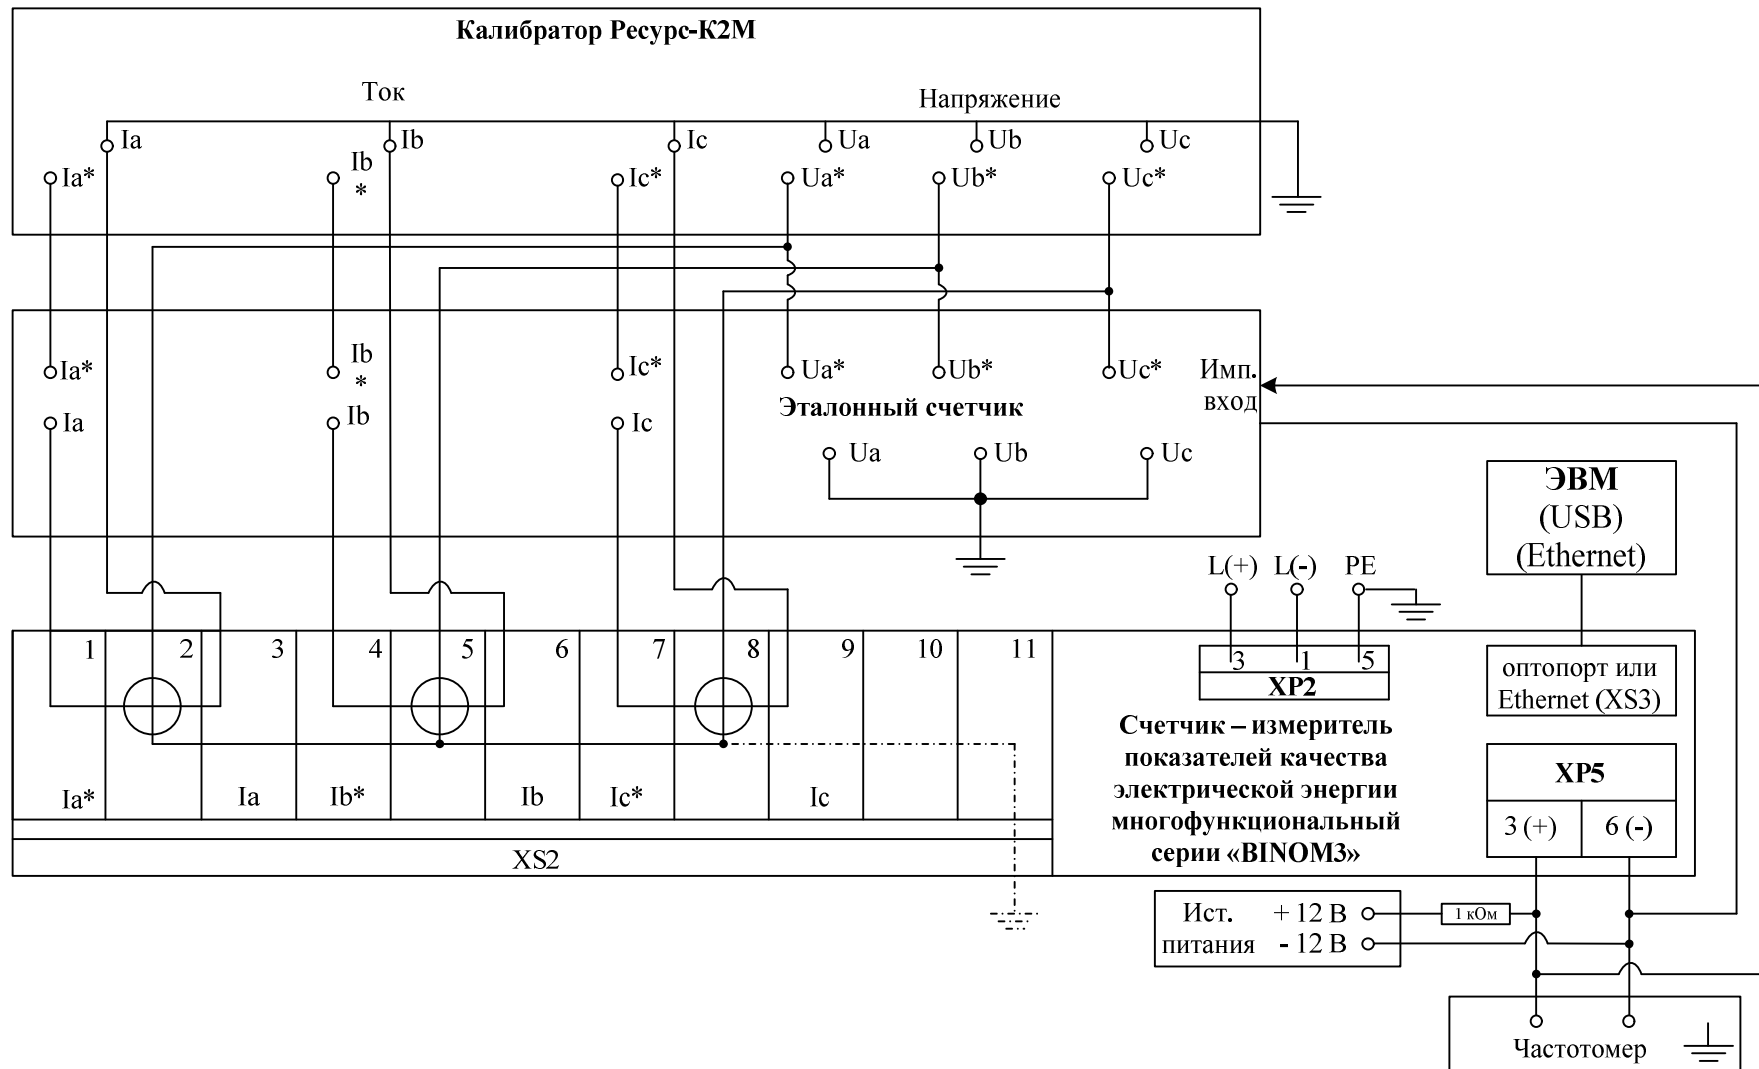 Калибратор Ресурс-К2М
Ток
Напряжение
Ia
Ib
Ic
Ua
Ub
Uc
Ia*
Ib
*
Ic*
Ua*
Ub*
Uc*
Ia*
Ib
*
Ic*
Ua*
Ub*
Uc*
Имп.
вход
Эталонный счетчик
Ia
Ib
Ic
Ua
Ub
Uc
ЭВМ
(USB)
(Ethernet)
L(+)
L(-)
PE
1
2
3
4
5
6
7
8
9
10
11
3
1
5
XP2
оптопорт или
Ethernet (XS3)
Счетчик – измеритель
показателей качества
электрической энергии
многофункциональный
серии «BINOM3»
XP5
3 (+)
6 (-)
Ia*
Ia
Ib*
Ib
Ic*
Ic
XS2
Ист.
питания
+ 12 В
- 12 В
1 кОм
Частотомер